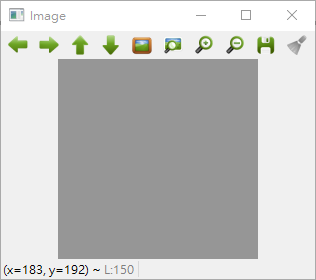 Image
(x=183, y=192) ~ L:150